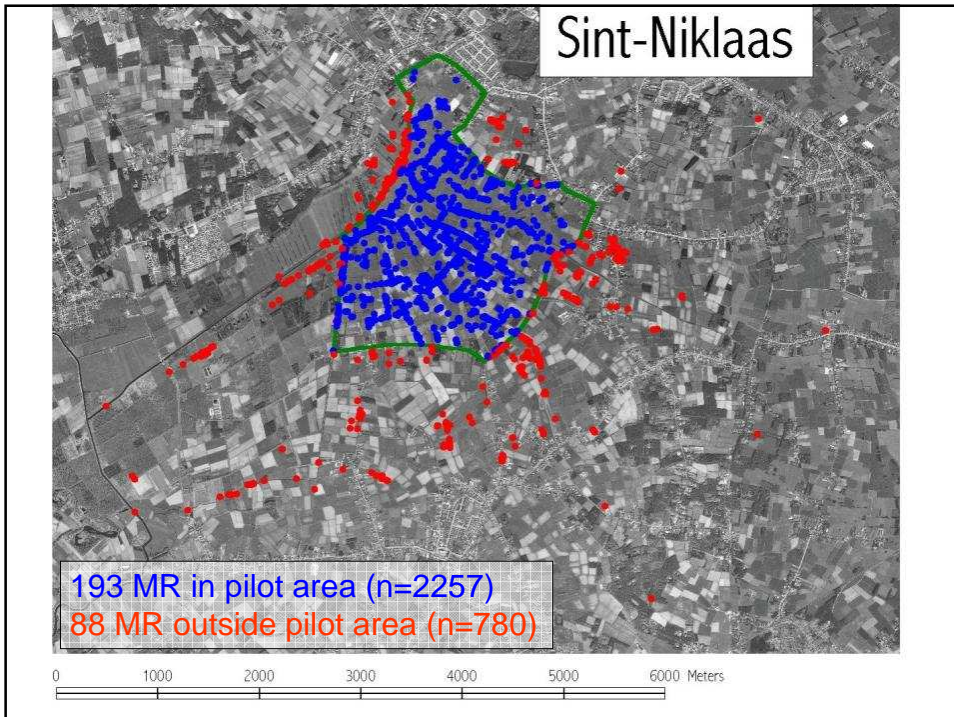 Sint-Niklaas
193 MR in pilot area (n=2257)
88 MR outside pilot area (n=780)
0 1000 2000 3000 4000 5000 6000 Meters